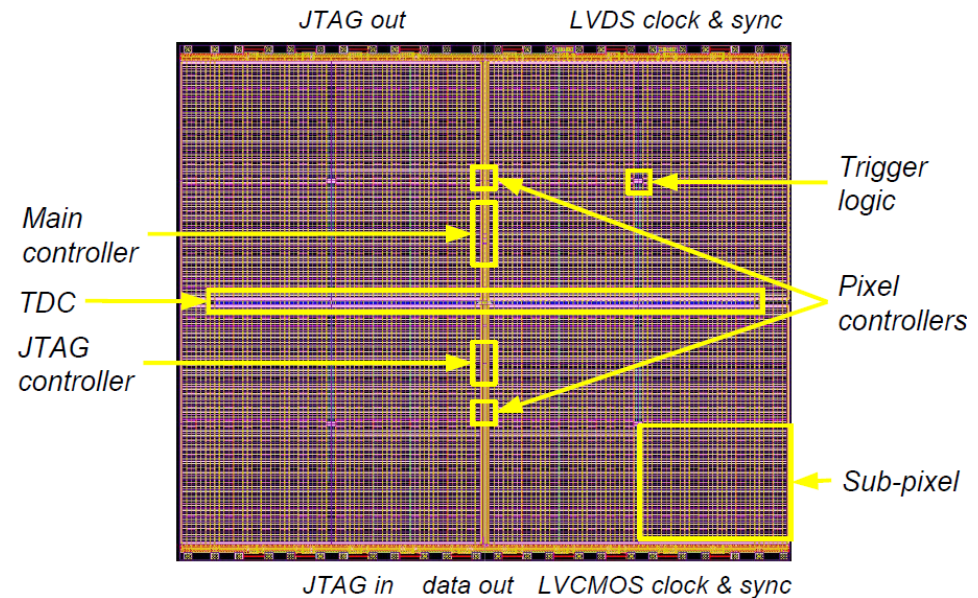 JTAG out
LVDS clock & sync
Trigger
logic
Main
controller
TDC
Pixel
controllers
JTAG
controller
Sub-pixel
JTAG in
data out
LVCMOS clock & sync